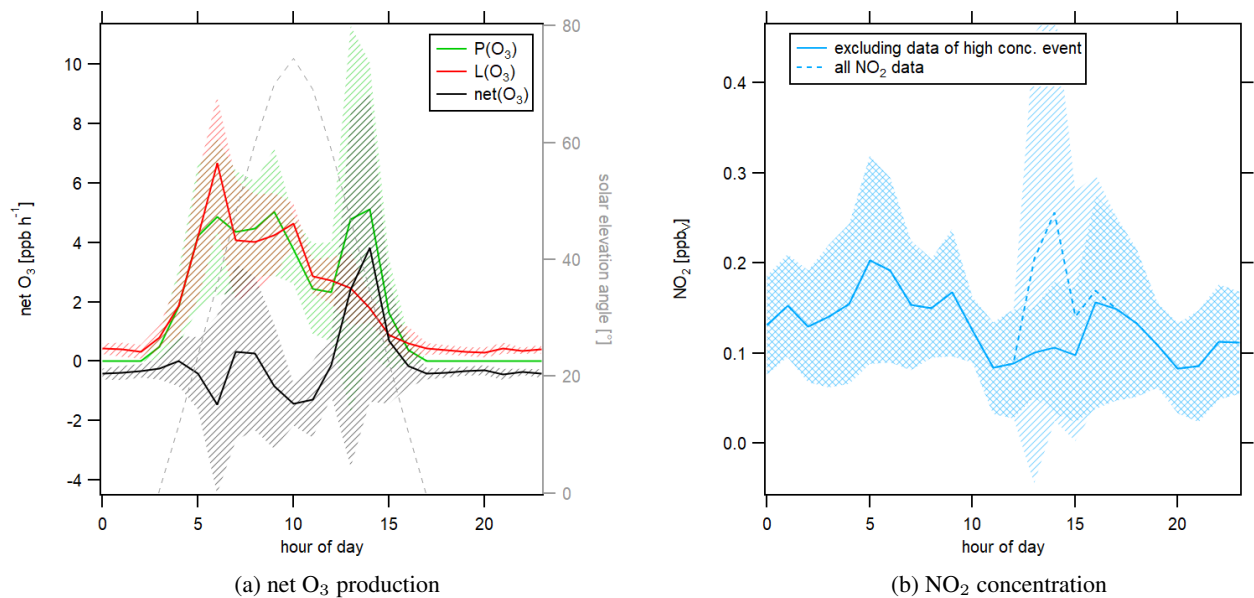 P(O₃)
L(O₃)
net(O₃)
10
8
6
4
2
0
-2
-4
net O₃ [ppb h⁻¹]
80
60
40
20
0
solar elevation angle [°]
0
5
10
15
20
hour of day
(a) net O₃ production
excluding data of high conc. event
all NO₂ data
0.4
0.3
0.2
0.1
0.0
NO₂ [ppbᵥ]
0
5
10
15
20
hour of day
(b) NO₂ concentration